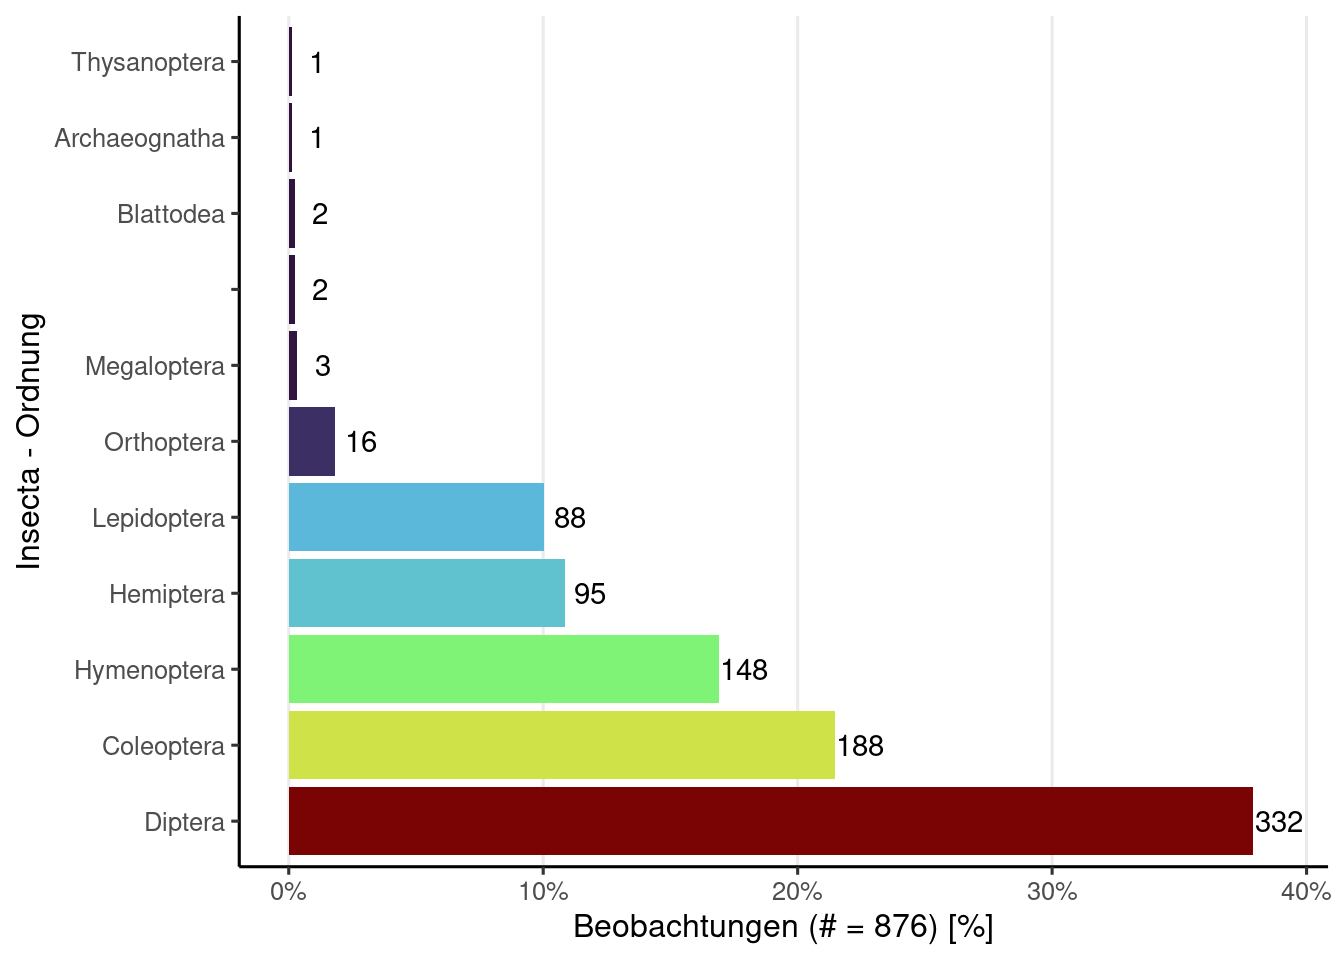 Insecta - Ordnung
Thysanoptera 1
Archaeognatha 1
Blattodea 2
2
Megaloptera 3
Orthoptera 16
Lepidoptera 88
Hemiptera 95
Hymenoptera 148
Coleoptera 188
Diptera 332
0% 10% 20% 30% 40%
Beobachtungen (# = 876) [%]